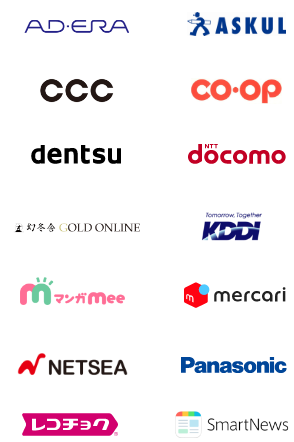 AD·ERA
ASKUL
CCC
CO·OP
dentsu
NTT
döcomo
幻冬舎 GOLD ONLINE
Tomorrow, Together
KDDI
マンガmee
mercari
NETSEA
Panasonic
レコチョク
SmartNews